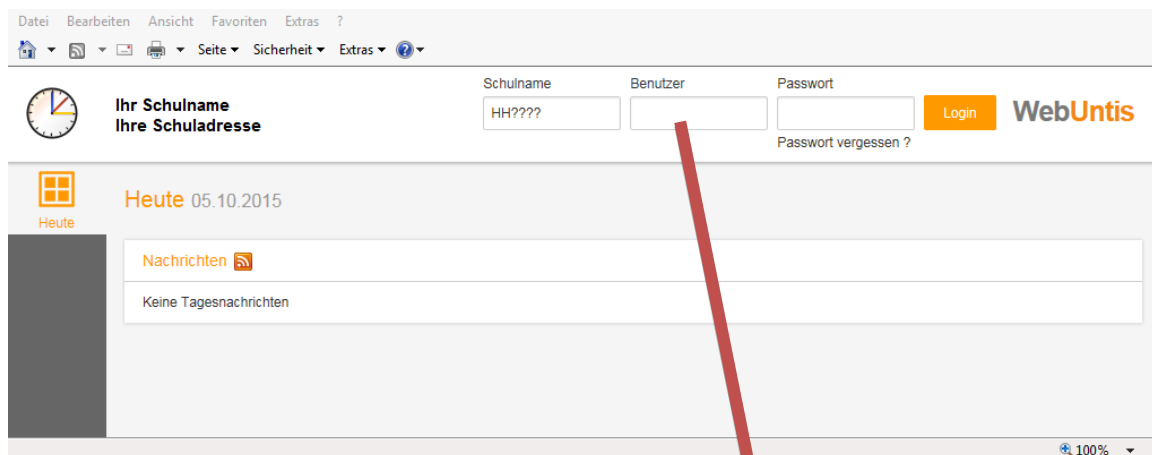 Datei Bearbeiten Ansicht Favoriten Extras ?
Seite Sicherheit Extras
Ihr Schulname
Ihre Schuladresse
Schulname Benutzer Passwort
HH???? Login WebUntis
Passwort vergessen ?
Heute
Heute 05.10.2015
Nachrichten
Keine Tagesnachrichten
100%